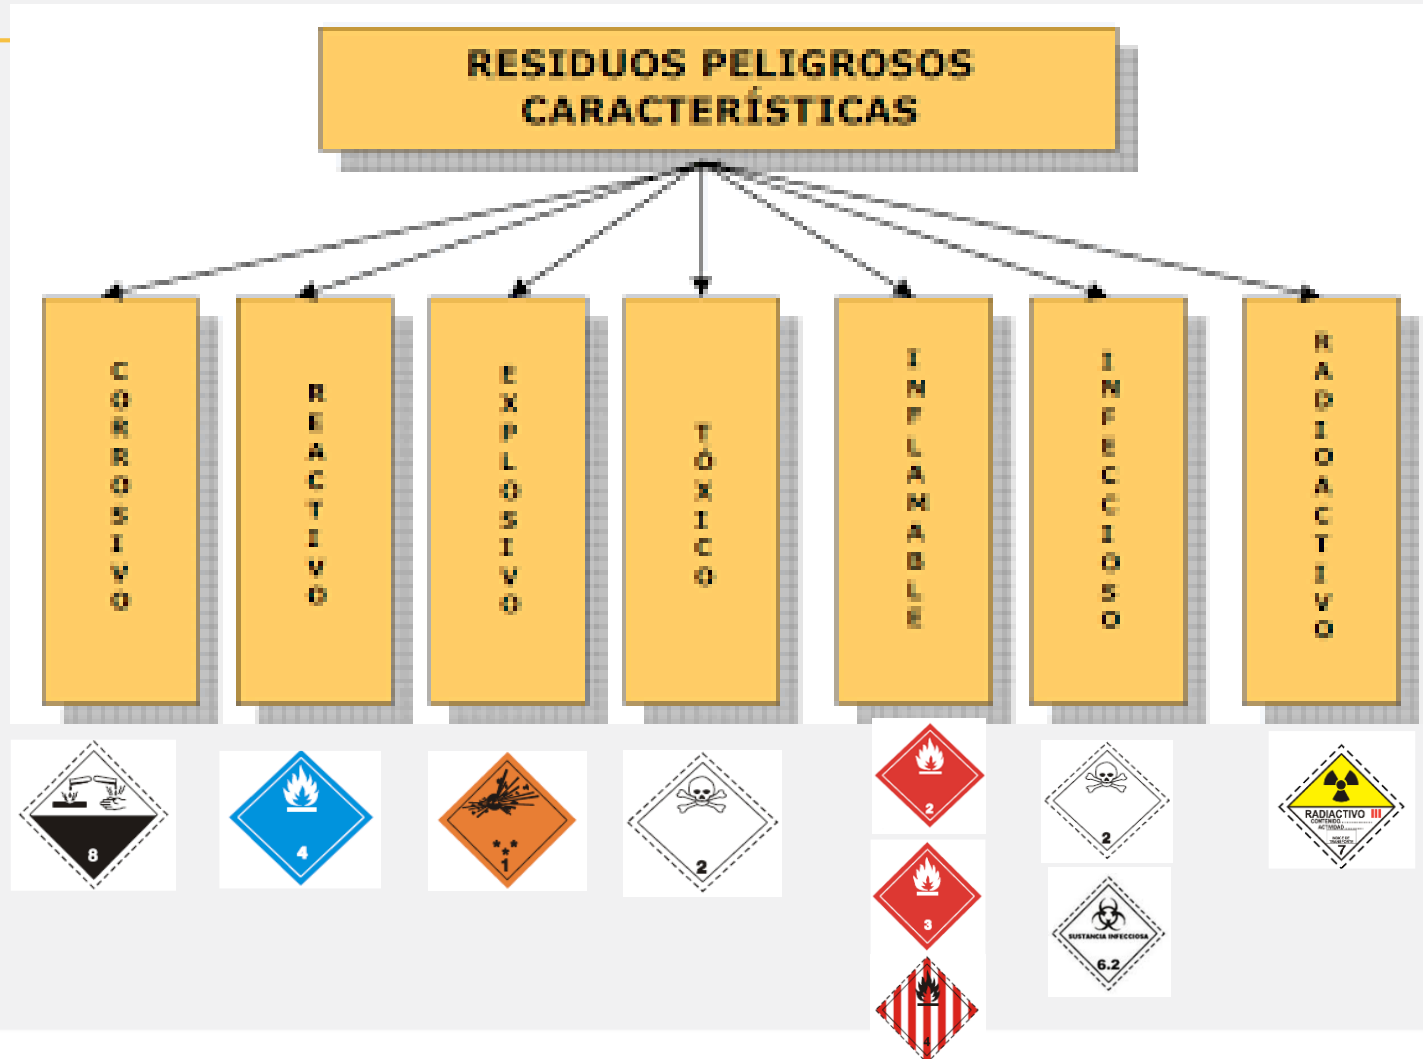 RESIDUOS PELIGROSOS
CARACTERÍSTICAS
CORROSIVO
REACTIVO
EXPLOSIVO
TÓXICO
INFLAMABLE
INFECCIOSO
RADIOACTIVO
8
4
1
2
2
3
4
2
SUSTANCIA INFECCIOSA
6.2
RADIACTIVO III
CONTENIDO
ACTIVIDAD
7